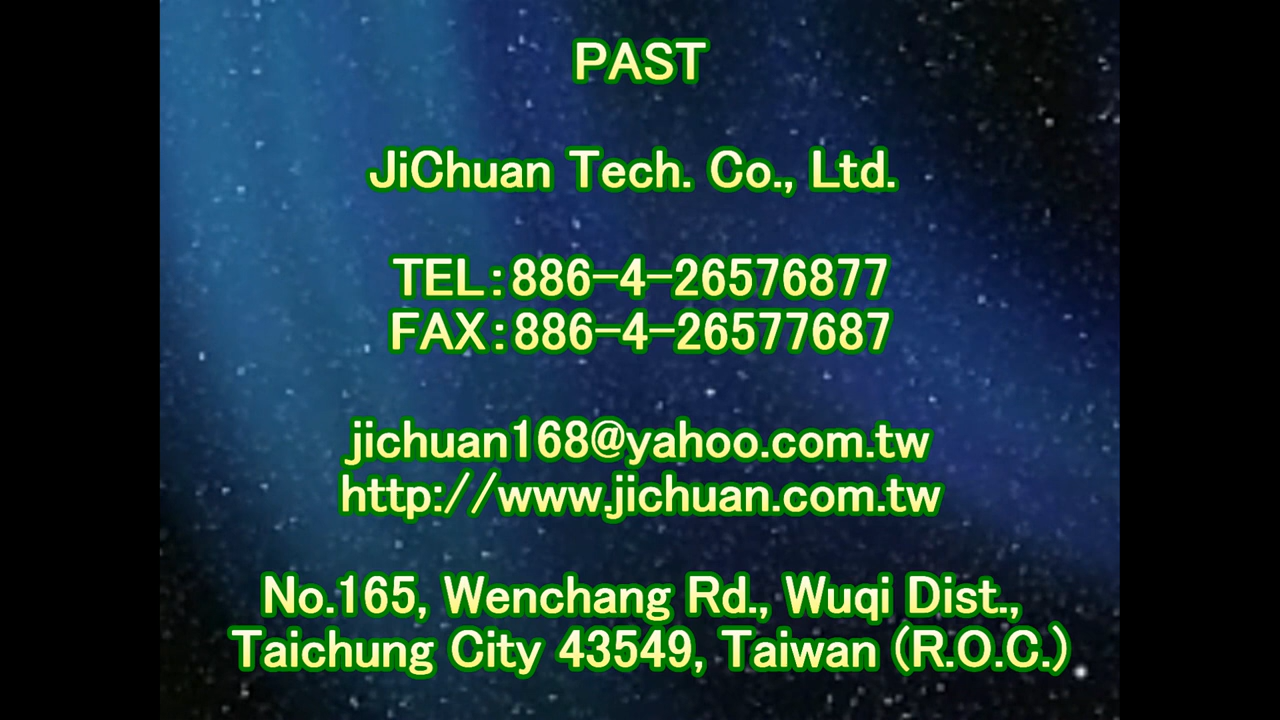 PAST
JiChuan Tech. Co., Ltd.
TEL:886-4-26576877
FAX:886-4-26577687
jichuan168@yahoo.com.tw
http://www.jichuan.com.tw
No.165, Wenchang Rd., Wuqi Dist.,
Taichung City 43549, Taiwan (R.O.C.)